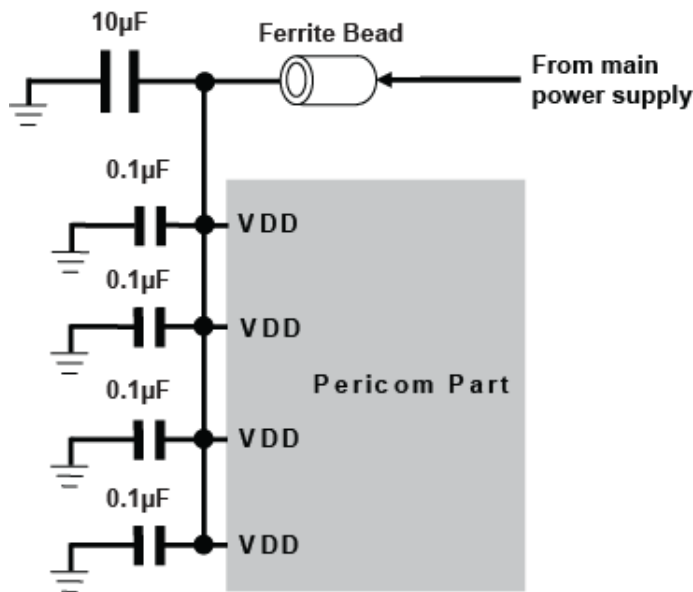 10µF
Ferrite Bead
From main
power supply
0.1µF
VDD
0.1µF
VDD
Pericom Part
0.1µF
VDD
0.1µF
VDD